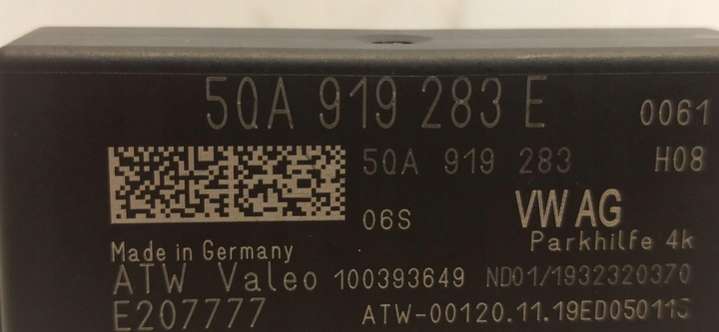 5QA 919 283 E 0061
5QA 919 283 H08
06S VW AG
Parkhilfe 4k
Made in Germany
ATW Valeo 100393649 ND01/1932320370
E207777 ATW-00120.11.19ED050115